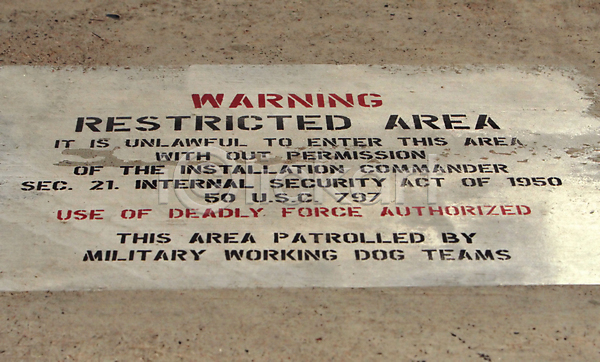 WARNING
RESTRICTED AREA
IT IS UNLAWFUL TO ENTER THIS AREA
WITH OUT PERMISSION
OF THE INSTALLATION COMMANDER
SEC. 21. INTERNAL SECURITY ACT OF 1950
50 U.S.C. 797
USE OF DEADLY FORCE AUTHORIZED
THIS AREA PATROLLED BY
MILITARY WORKING DOG TEAMS